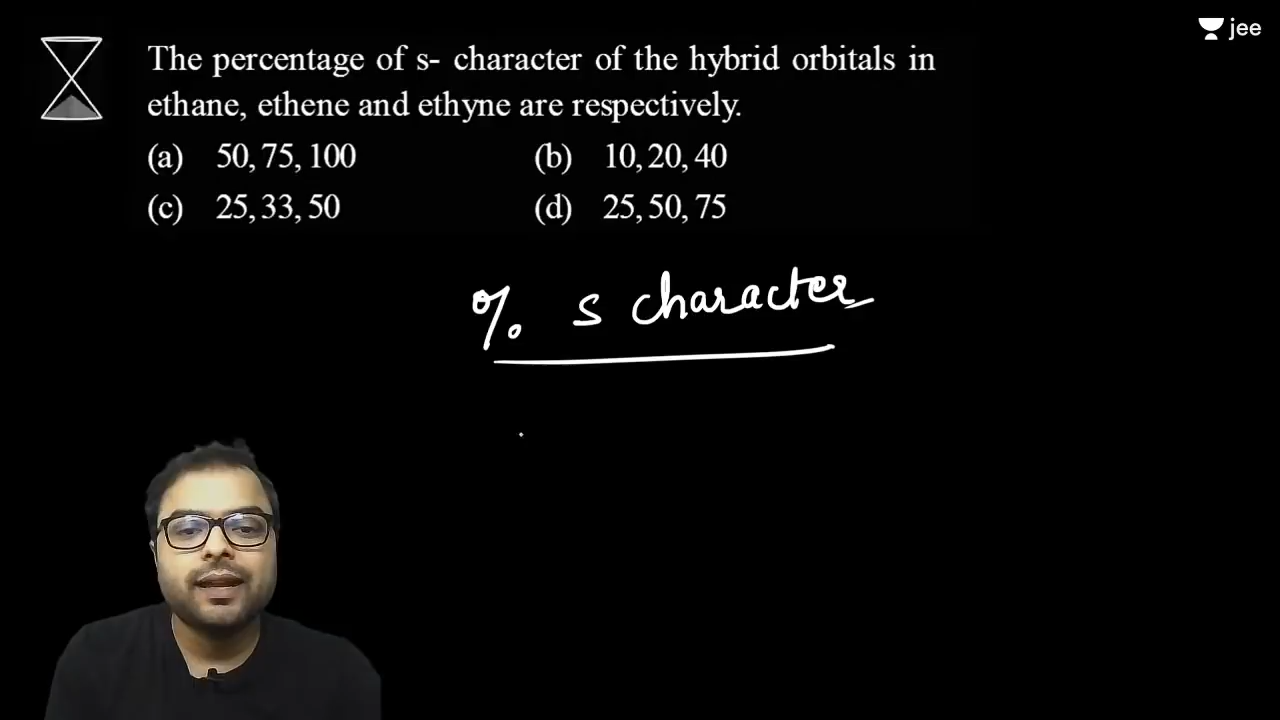 jee
The percentage of s- character of the hybrid orbitals in
ethane, ethene and ethyne are respectively.
(a) 50, 75, 100 (b) 10, 20, 40
(c) 25, 33, 50 (d) 25, 50, 75
% s character